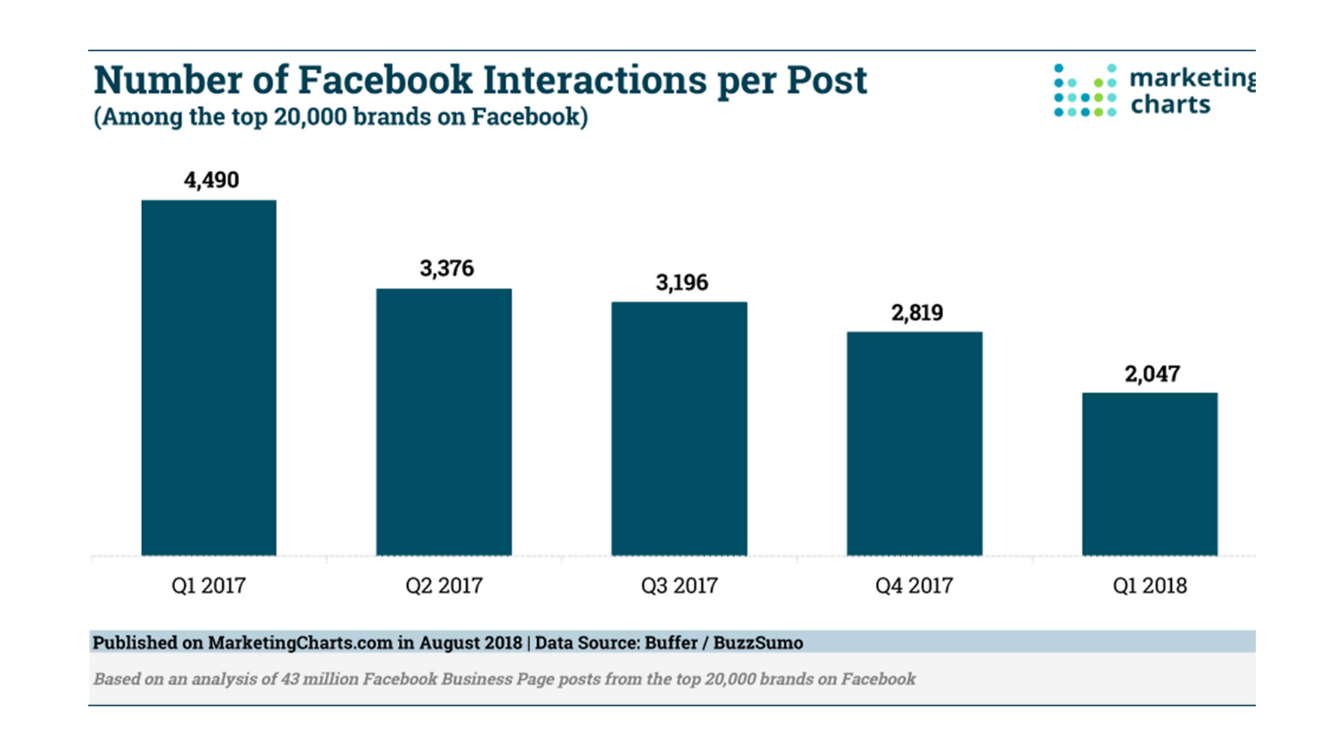 Number of Facebook Interactions per Post
(Among the top 20,000 brands on Facebook)
marketing
charts
4,490
3,376
3,196
2,819
2,047
Q1 2017
Q2 2017
Q3 2017
Q4 2017
Q1 2018
Published on MarketingCharts.com in August 2018 | Data Source: Buffer / BuzzSumo
Based on an analysis of 43 million Facebook Business Page posts from the top 20,000 brands on Facebook